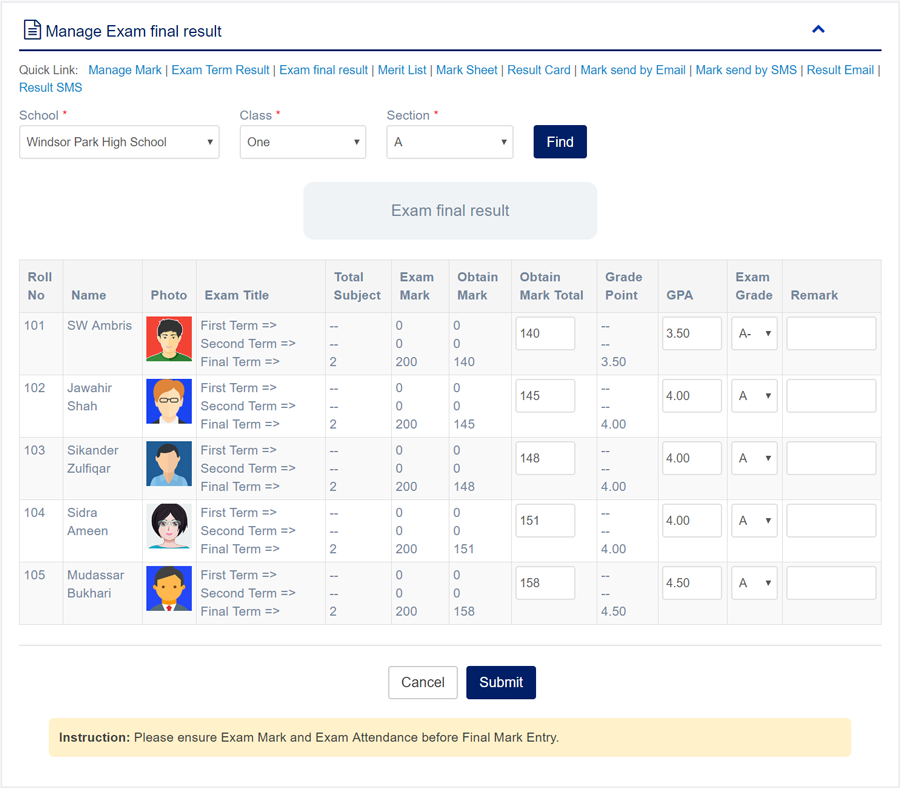 Manage Exam final result
Quick Link: Manage Mark | Exam Term Result | Exam final result | Merit List | Mark Sheet | Result Card | Mark send by Email | Mark send by SMS | Result Email |
Result SMS
School * Class * Section *
Windsor Park High School One A Find
Exam final result
Roll No Name Photo Exam Title Total Subject Exam Mark Obtain Mark Obtain Mark Total Grade Point GPA Exam Grade Remark
101 SW Ambris First Term => -- 0 0 140 -- 3.50 A-
Second Term => -- 0 0 --
Final Term => 2 200 140 3.50
102 Jawahir First Term => -- 0 0 145 -- 4.00 A
Shah Second Term => -- 0 0 --
Final Term => 2 200 145 4.00
103 Sikander First Term => -- 0 0 148 -- 4.00 A
Zulfiqar Second Term => -- 0 0 --
Final Term => 2 200 148 4.00
104 Sidra First Term => -- 0 0 151 -- 4.00 A
Ameen Second Term => -- 0 0 --
Final Term => 2 200 151 4.00
105 Mudassar First Term => -- 0 0 158 -- 4.50 A
Bukhari Second Term => -- 0 0 --
Final Term => 2 200 158 4.50
Cancel Submit
Instruction: Please ensure Exam Mark and Exam Attendance before Final Mark Entry.